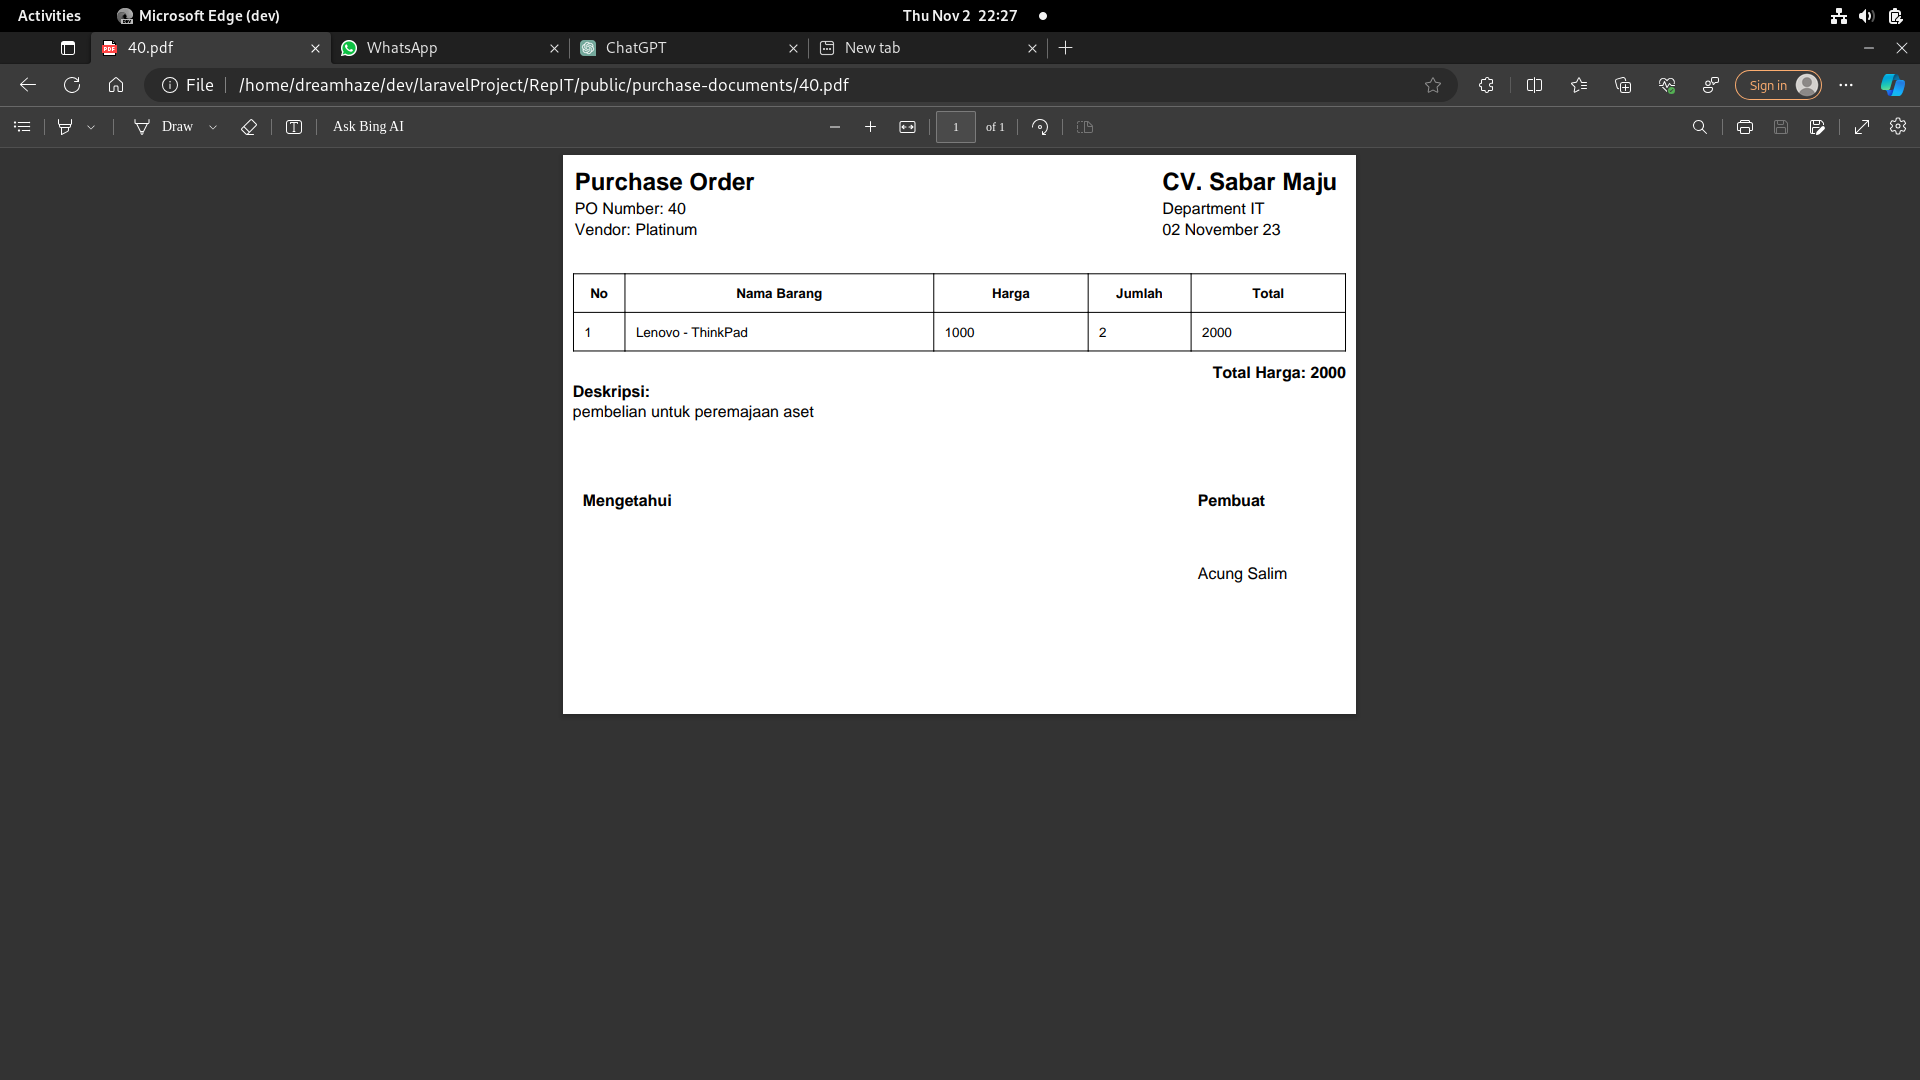 Activities Microsoft Edge (dev) Thu Nov 2 22:27
40.pdf WhatsApp ChatGPT New tab
File /home/dreamhaze/dev/laravelProject/RepIT/public/purchase-documents/40.pdf Sign in
Draw Ask Bing AI 1 of 1
Purchase Order CV. Sabar Maju
PO Number: 40 Department IT
Vendor: Platinum 02 November 23
No Nama Barang Harga Jumlah Total
1 Lenovo - ThinkPad 1000 2 2000
Total Harga: 2000
Deskripsi:
pembelian untuk peremajaan aset
Mengetahui Pembuat
Acung Salim